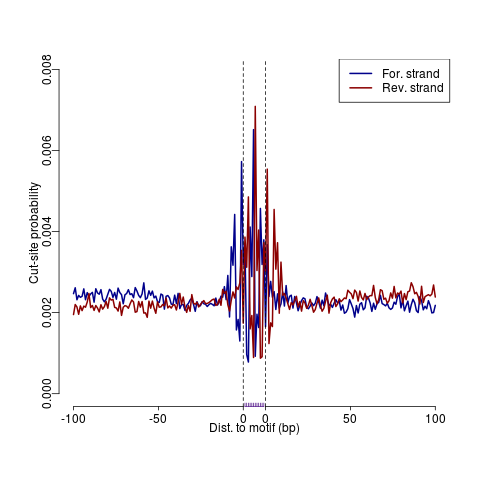 For. strand
Rev. strand
Cut-site probability
0.000
0.002
0.004
0.006
0.008
-100
-50
0
0
50
100
Dist. to motif (bp)